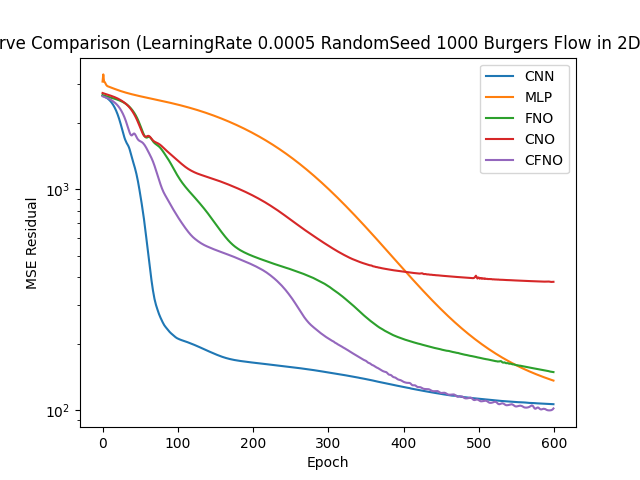 rve Comparison (LearningRate 0.0005 RandomSeed 1000 Burgers Flow in 2D
CNN
MLP
FNO
CNO
CFNO
MSE Residual
10³
10²
0 100 200 300 400 500 600
Epoch